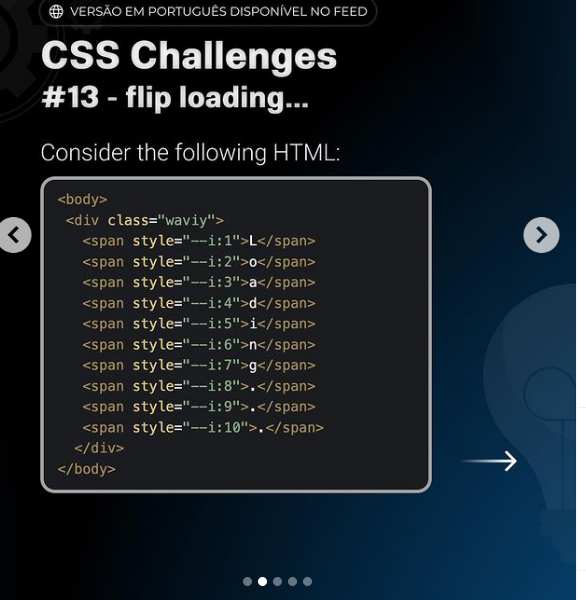 VERSÃO EM PORTUGUÊS DISPONÍVEL NO FEED
CSS Challenges
#13 - flip loading...
Consider the following HTML:
<body>
<div class="waviy">
<span style="--i:1">L</span>
<span style="--i:2">o</span>
<span style="--i:3">a</span>
<span style="--i:4">d</span>
<span style="--i:5">i</span>
<span style="--i:6">n</span>
<span style="--i:7">g</span>
<span style="--i:8">.</span>
<span style="--i:9">.</span>
<span style="--i:10">.</span>
</div>
</body>